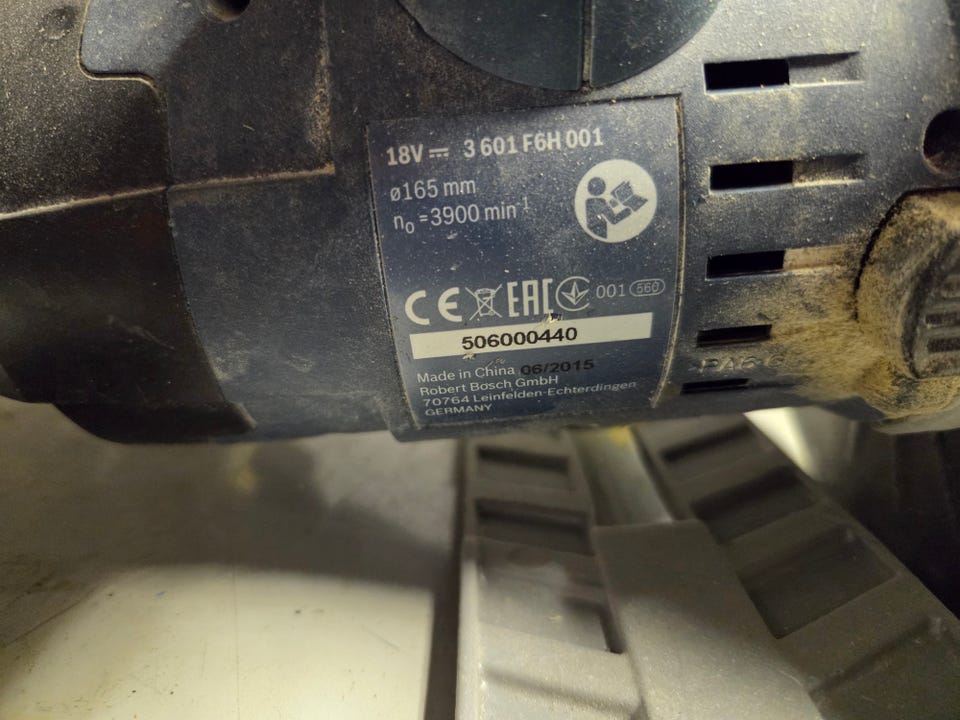 18V ⎓ 3 601 F6H 001
ø165 mm
n₀ =3900 min⁻¹
CE EAC 001 560
506000440
Made in China 06/2015
Robert Bosch GmbH
70764 Leinfelden-Echterdingen
GERMANY